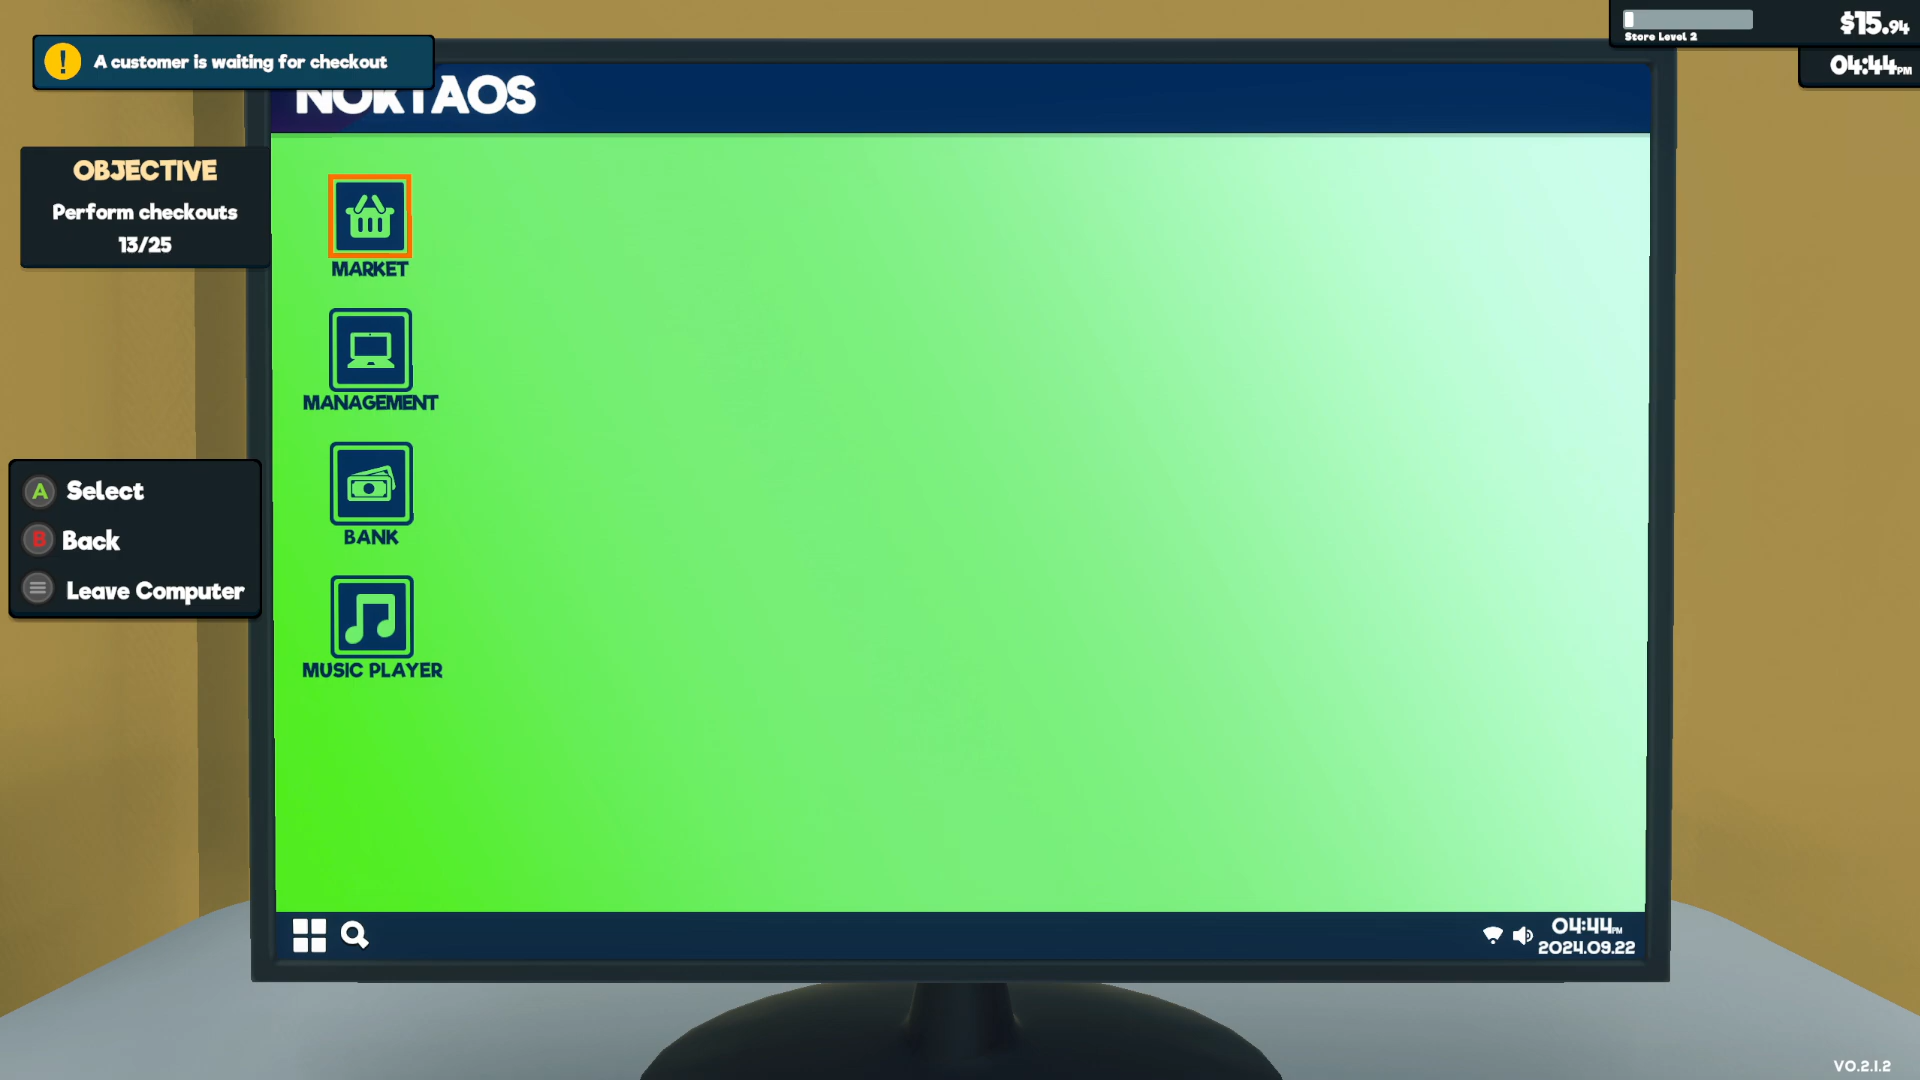 A customer is waiting for checkout
Store Level 2
$15.94
04:44PM
NOKTAOS
OBJECTIVE
Perform checkouts
13/25
MARKET
MANAGEMENT
BANK
MUSIC PLAYER
A Select
B Back
Leave Computer
04:44PM
2024.09.22
V0.2.1.2